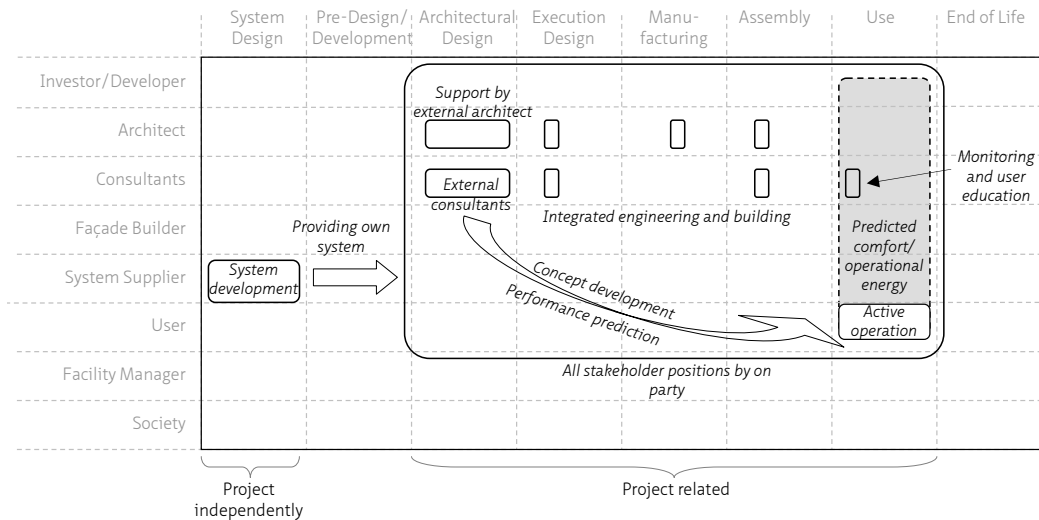 System
Design
Pre-Design/
Development
Architectural
Design
Execution
Design
Manu-
facturing
Assembly
Use
End of Life
Investor/Developer
Architect
Consultants
Façade Builder
System Supplier
User
Facility Manager
Society
Support by
external architect
External
consultants
Integrated engineering and building
Monitoring
and user
education
Providing own
system
System
development
Concept development
Performance prediction
Predicted
comfort/
operational
energy
Active
operation
All stakeholder positions by on
party
Project
independently
Project related